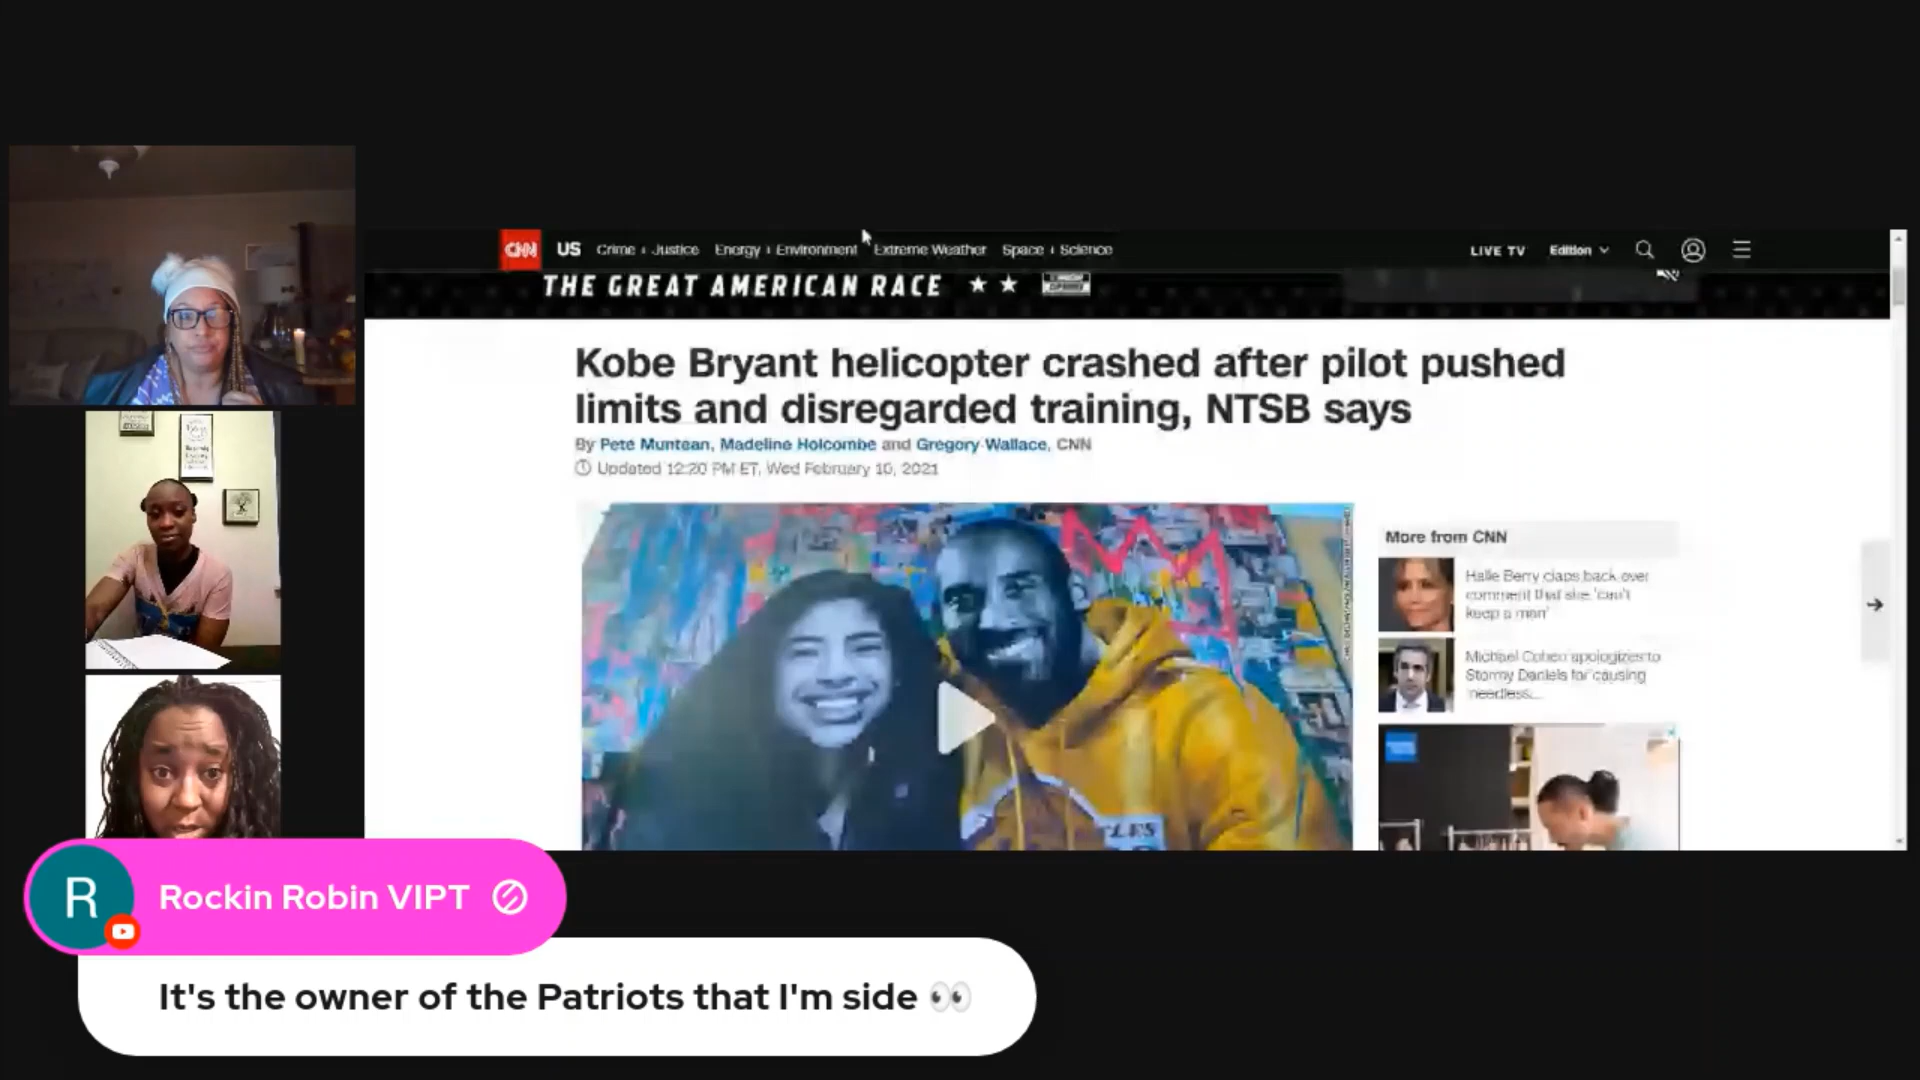 CNN US Crime + Justice Energy + Environment Extreme Weather Space + Science LIVE TV Edition
THE GREAT AMERICAN RACE
Kobe Bryant helicopter crashed after pilot pushed
limits and disregarded training, NTSB says
By Pete Muntean, Madeline Holcombe and Gregory Wallace, CNN
Updated 12:20 PM ET, Wed February 10, 2021
More from CNN
Halle Berry claps back over
comment that she 'can't
keep a man'
Michael Cohen apologizes to
Stormy Daniels for causing
'needless...
R
Rockin Robin VIPT
It's the owner of the Patriots that I'm side 👀